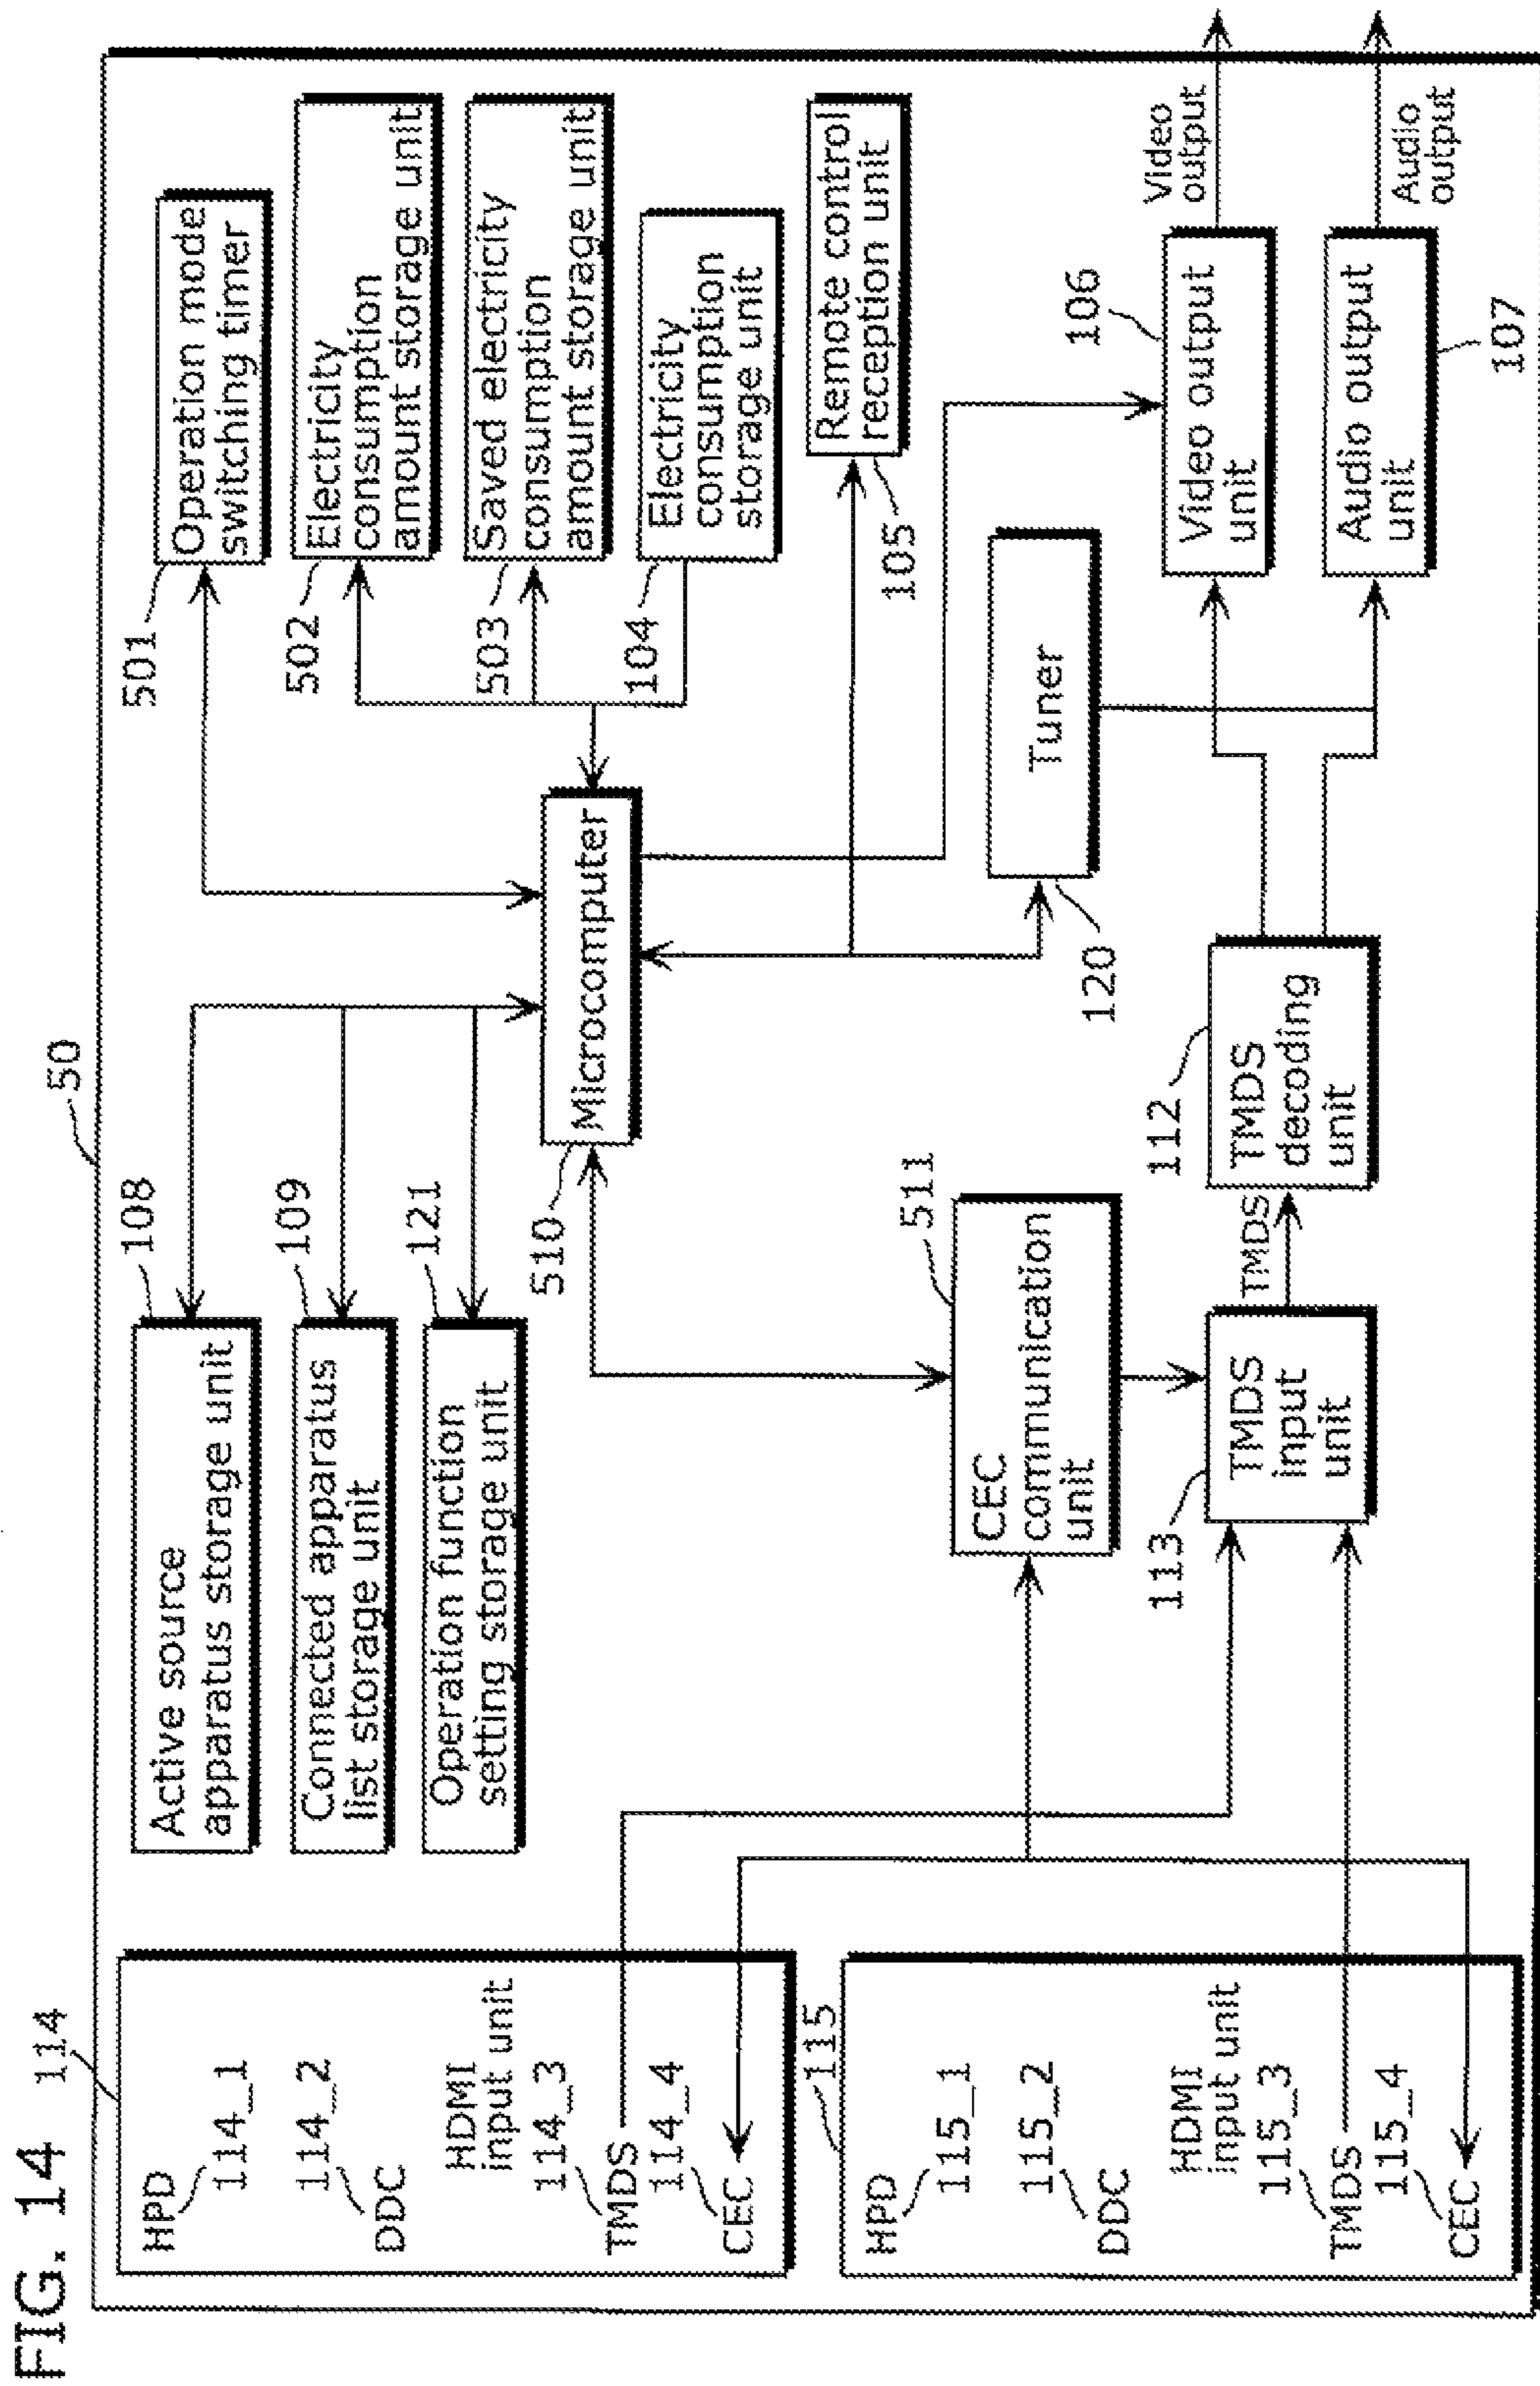 FIG. 14
50
114
HPD
114_1
114_2
DDC
HDMI
input unit
114_3
TMDS
114_4
CEC
115
HPD
115_1
115_2
DDC
HDMI
input unit
115_3
TMDS
115_4
CEC
108
Active source
apparatus storage unit
109
Connected apparatus
list storage unit
121
Operation function
setting storage unit
510
Microcomputer
511
CEC
communication
unit
113
TMDS
input
unit
TMDS
112
TMDS
decoding
unit
501
Operation mode
switching timer
502
Electricity
consumption
amount storage unit
503
Saved electricity
consumption
amount storage unit
104
Electricity
consumption
storage unit
105
Remote control
reception unit
120
Tuner
106
Video output
unit
Video
output
107
Audio output
unit
Audio
output